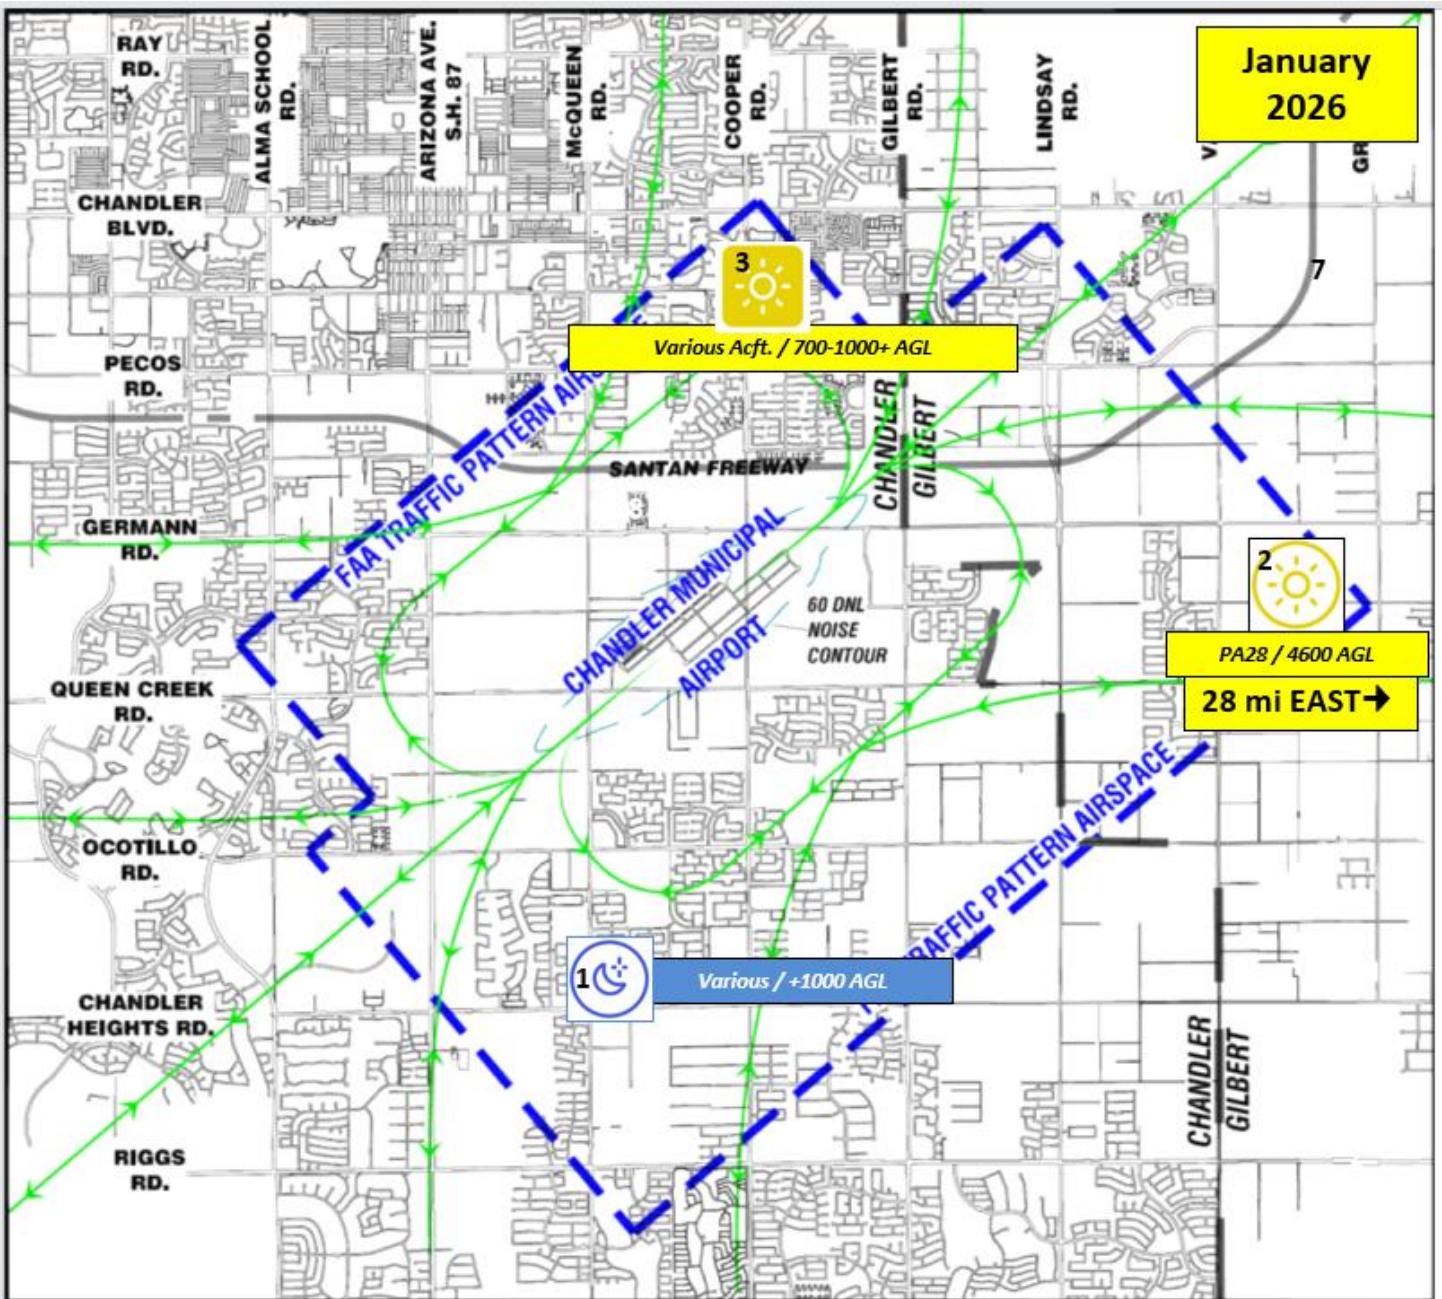 January
2026
RAY
RD.
ALMA SCHOOL
RD.
ARIZONA AVE.
S.H. 87
McQUEEN
RD.
COOPER
RD.
GILBERT
RD.
LINDSAY
RD.
CHANDLER
BLVD.
3
7
Various Acft. / 700-1000+ AGL
PECOS
RD.
FAA TRAFFIC PATTERN
CHANDLER
GILBERT
SANTAN FREEWAY
GERMANN
RD.
CHANDLER MUNICIPAL
AIRPORT
60 DNL
NOISE
CONTOUR
2
PA28 / 4600 AGL
28 mi EAST→
QUEEN CREEK
RD.
TRAFFIC PATTERN AIRSPACE
OCOTILLO
RD.
1
Various / +1000 AGL
CHANDLER
HEIGHTS RD.
CHANDLER
GILBERT
RIGGS
RD.